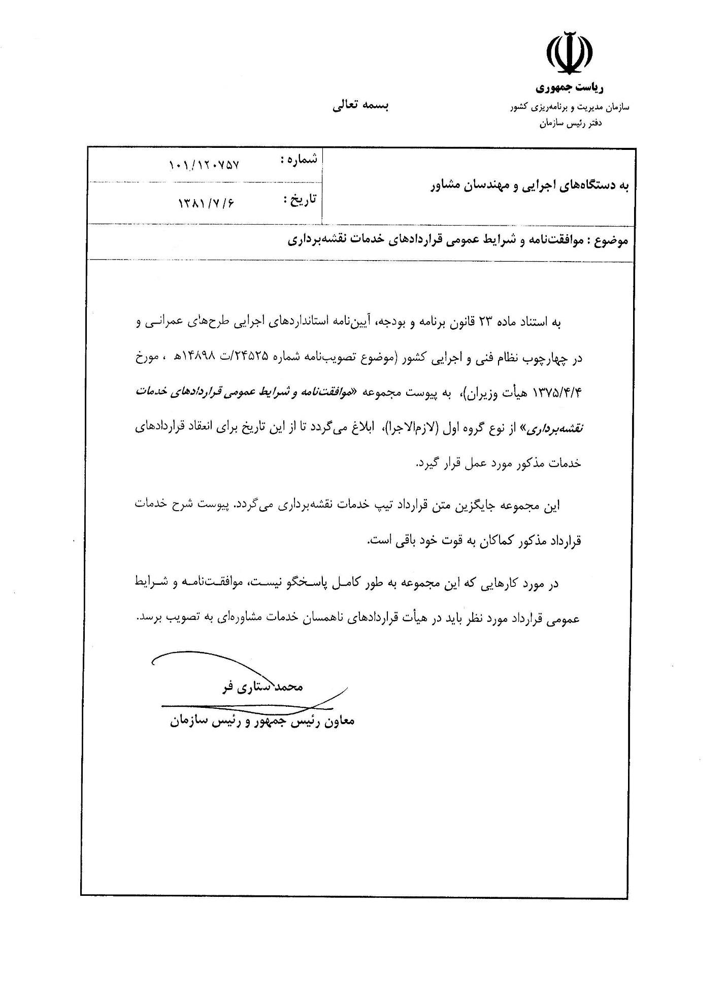 ریاست جمهوری
سازمان مدیریت و برنامه‌ریزی کشور
دفتر رئیس سازمان
بسمه تعالی
به دستگاه‌های اجرایی و مهندسان مشاور
شماره :
۱۰۱/۱۲۰۷۵۷
تاریخ :
۱۳۸۱/۷/۶
موضوع : موافقت‌نامه و شرایط عمومی قراردادهای خدمات نقشه‌برداری
به استناد ماده ۲۳ قانون برنامه و بودجه، آیین‌نامه استانداردهای اجرایی طرح‌های عمرانی و
در چهارچوب نظام فنی و اجرایی کشور (موضوع تصویب‌نامه شماره ۲۴۵۲۵/ت ۱۴۸۹۸ه‍ ، مورخ
۱۳۷۵/۴/۴ هیأت وزیران)، به پیوست مجموعه «موافقت‌نامه و شرایط عمومی قراردادهای خدمات
نقشه‌برداری» از نوع گروه اول (لازم‌الاجرا)، ابلاغ می‌گردد تا از این تاریخ برای انعقاد قراردادهای
خدمات مذکور مورد عمل قرار گیرد.
این مجموعه جایگزین متن قرارداد تیپ خدمات نقشه‌برداری می‌گردد. پیوست شرح خدمات
قرارداد مذکور کماکان به قوت خود باقی است.
در مورد کارهایی که این مجموعه به طور کامل پاسخگو نیست، موافقت‌نامه و شرایط
عمومی قرارداد مورد نظر باید در هیأت قراردادهای ناهمسان خدمات مشاوره‌ای به تصویب برسد.
محمد ستاری فر
معاون رئیس جمهور و رئیس سازمان